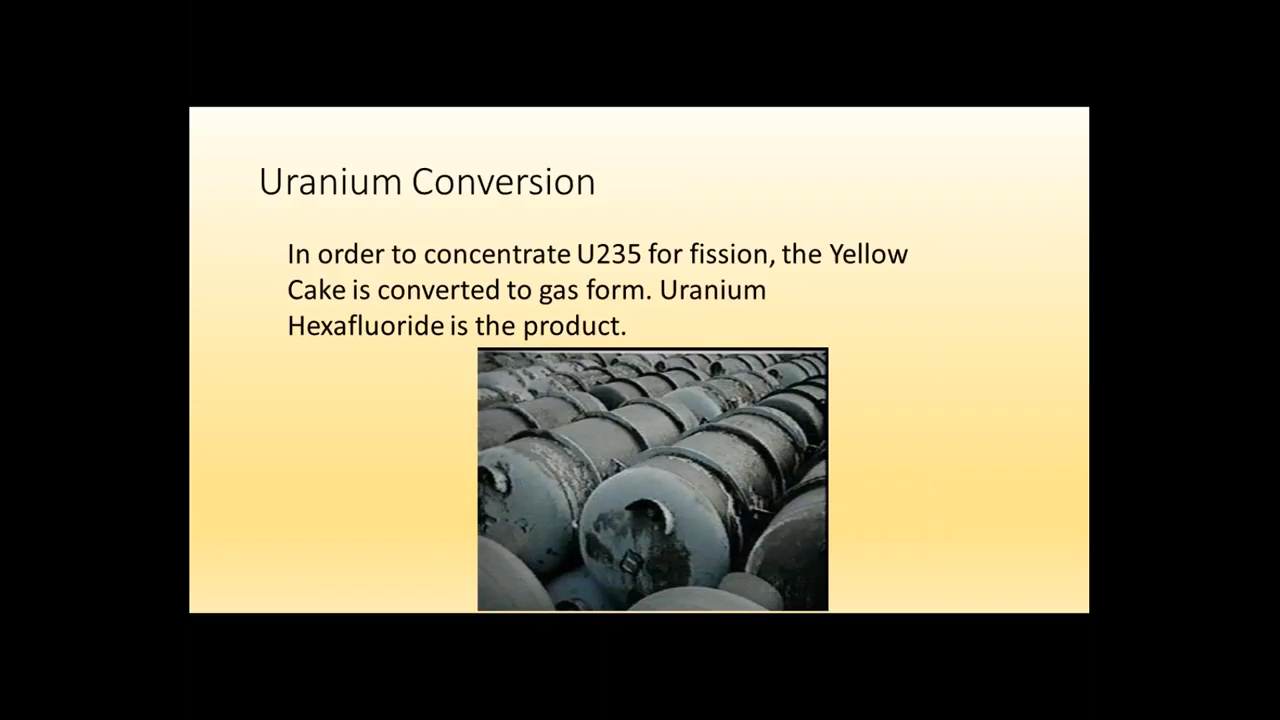 Uranium Conversion
In order to concentrate U235 for fission, the Yellow
Cake is converted to gas form. Uranium
Hexafluoride is the product.